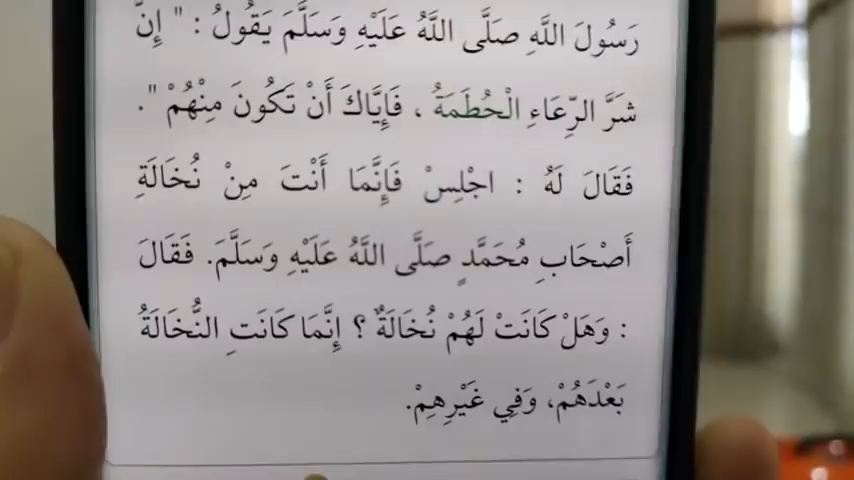 رَسُولَ اللَّهِ صَلَّى اللَّهُ عَلَيْهِ وَسَلَّمَ يَقُولُ : " إِنَّ
شَرَّ الرِّعَاءِ الْحُطَمَةُ ، فَإِيَّاكَ أَنْ تَكُونَ مِنْهُمْ ".
فَقَالَ لَهُ : اجْلِسْ فَإِنَّمَا أَنْتَ مِنْ نُخَالَةِ
أَصْحَابِ مُحَمَّدٍ صَلَّى اللَّهُ عَلَيْهِ وَسَلَّمَ. فَقَالَ
: وَهَلْ كَانَتْ لَهُمْ نُخَالَةٌ ؟ إِنَّمَا كَانَتِ النُّخَالَةُ
بَعْدَهُمْ، وَفِي غَيْرِهِمْ.